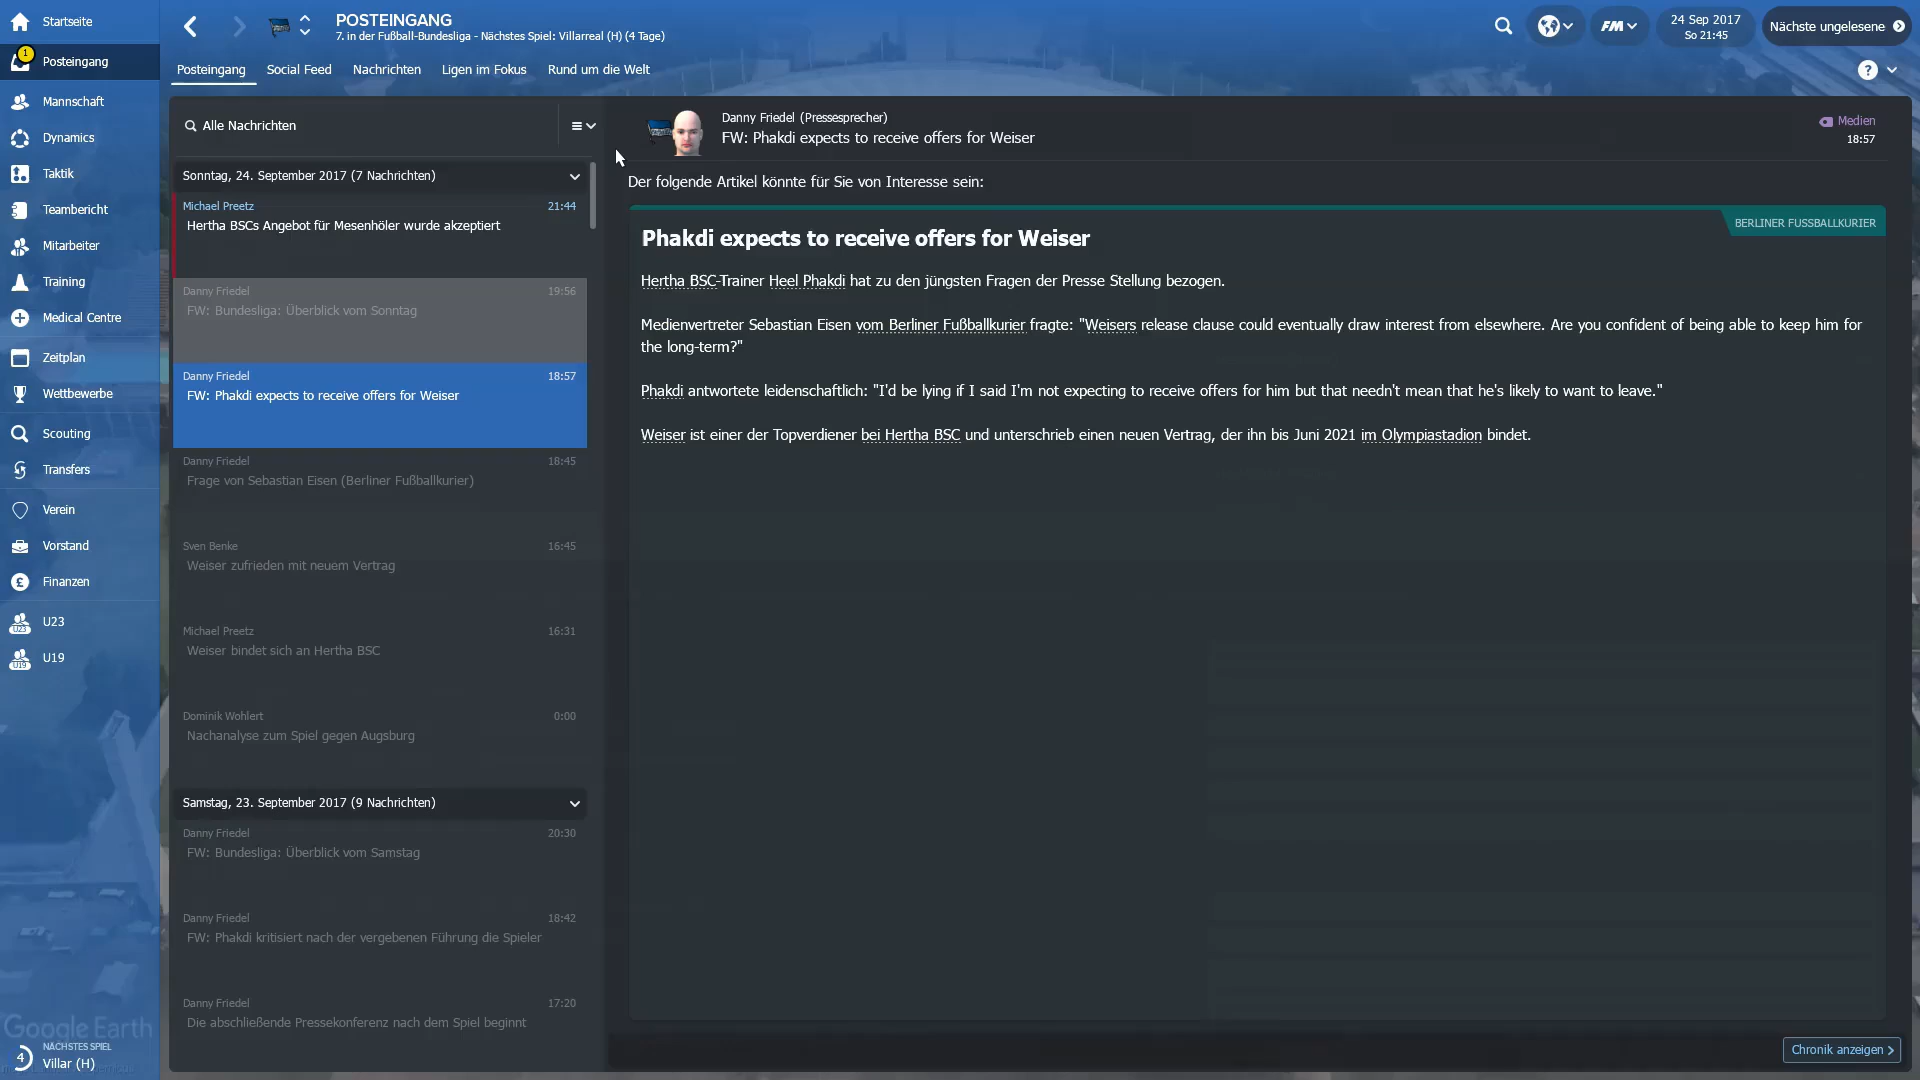 Startseite
1
Posteingang
Mannschaft
Dynamics
Taktik
Teambericht
Mitarbeiter
Training
Medical Centre
Zeitplan
Wettbewerbe
Scouting
Transfers
Verein
Vorstand
£ Finanzen
U23 U23
U19 U19
Google Earth
NÄCHSTES SPIEL
4 Villar (H)
POSTEINGANG
7. in der Fußball-Bundesliga - Nächstes Spiel: Villarreal (H) (4 Tage)
FM
24 Sep 2017
So 21:45
Nächste ungelesene
Posteingang Social Feed Nachrichten Ligen im Fokus Rund um die Welt
?
Alle Nachrichten
Sonntag, 24. September 2017 (7 Nachrichten)
Michael Preetz 21:44
Hertha BSCs Angebot für Mesenhöler wurde akzeptiert
Danny Friedel 19:56
FW: Bundesliga: Überblick vom Sonntag
Danny Friedel 18:57
FW: Phakdi expects to receive offers for Weiser
Danny Friedel 18:45
Frage von Sebastian Eisen (Berliner Fußballkurier)
Sven Benke 16:45
Weiser zufrieden mit neuem Vertrag
Michael Preetz 16:31
Weiser bindet sich an Hertha BSC
Dominik Wohlert 0:00
Nachanalyse zum Spiel gegen Augsburg
Samstag, 23. September 2017 (9 Nachrichten)
Danny Friedel 20:30
FW: Bundesliga: Überblick vom Samstag
Danny Friedel 18:42
FW: Phakdi kritisiert nach der vergebenen Führung die Spieler
Danny Friedel 17:20
Die abschließende Pressekonferenz nach dem Spiel beginnt
Danny Friedel (Pressesprecher)
FW: Phakdi expects to receive offers for Weiser
Medien
18:57
Der folgende Artikel könnte für Sie von Interesse sein:
BERLINER FUSSBALLKURIER
Phakdi expects to receive offers for Weiser
Hertha BSC-Trainer Heel Phakdi hat zu den jüngsten Fragen der Presse Stellung bezogen.
Medienvertreter Sebastian Eisen vom Berliner Fußballkurier fragte: "Weisers release clause could eventually draw interest from elsewhere. Are you confident of being able to keep him for
the long-term?"
Phakdi antwortete leidenschaftlich: "I'd be lying if I said I'm not expecting to receive offers for him but that needn't mean that he's likely to want to leave."
Weiser ist einer der Topverdiener bei Hertha BSC und unterschrieb einen neuen Vertrag, der ihn bis Juni 2021 im Olympiastadion bindet.
Chronik anzeigen